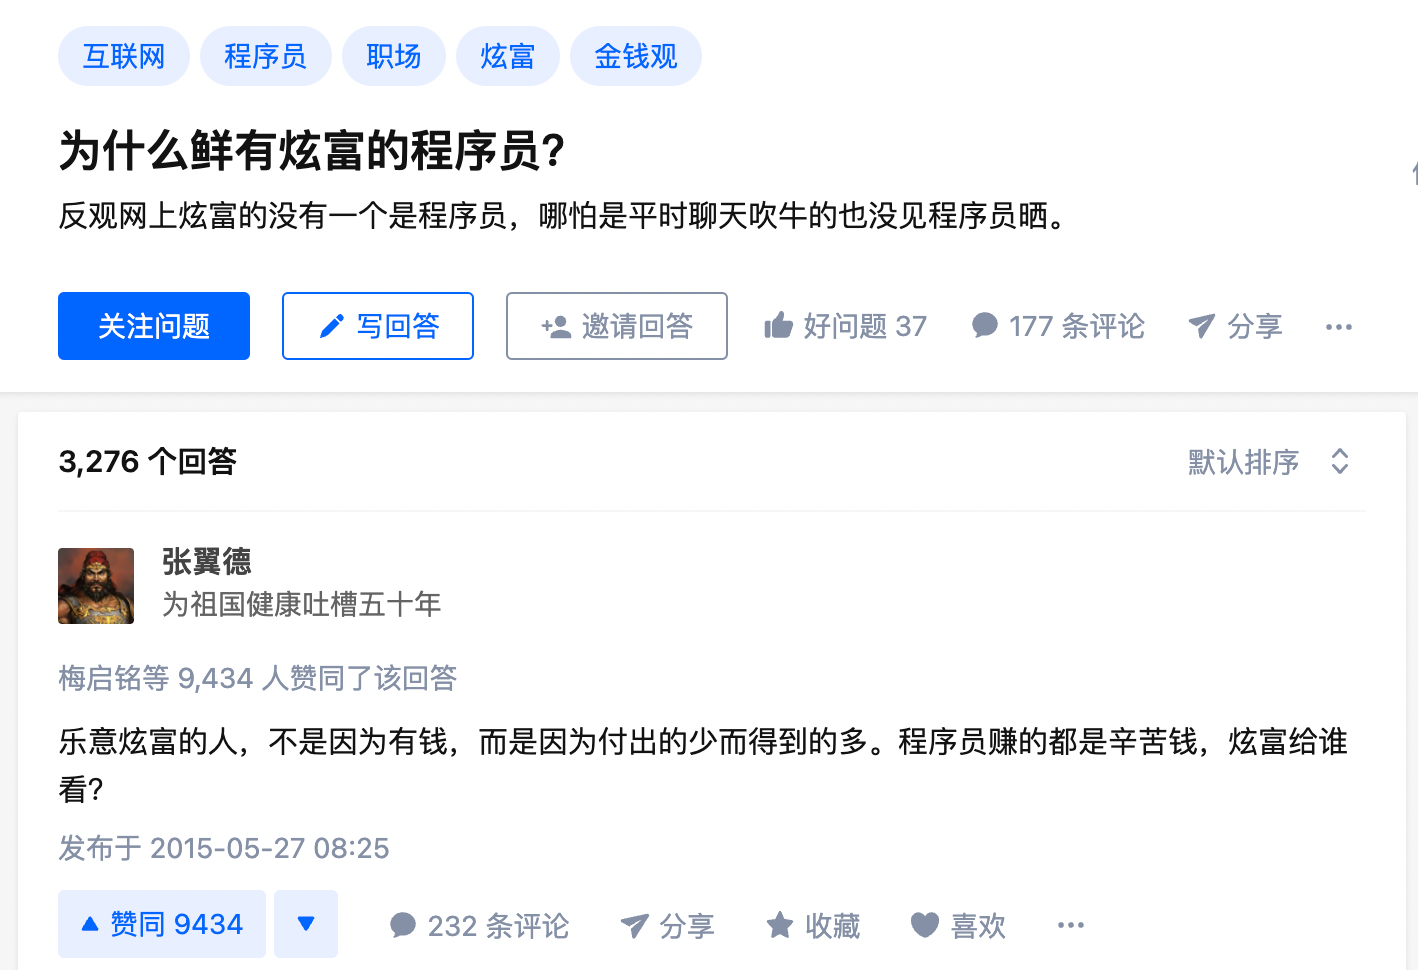 互联网 程序员 职场 炫富 金钱观
为什么鲜有炫富的程序员?
反观网上炫富的没有一个是程序员，哪怕是平时聊天吹牛的也没见程序员晒。
关注问题 写回答 邀请回答 好问题 37 177 条评论 分享 ···
3,276 个回答 默认排序
张翼德
为祖国健康吐槽五十年
梅启铭等 9,434 人赞同了该回答
乐意炫富的人，不是因为有钱，而是因为付出的少而得到的多。程序员赚的都是辛苦钱，炫富给谁
看?
发布于 2015-05-27 08:25
赞同 9434 232 条评论 分享 收藏 喜欢 ···